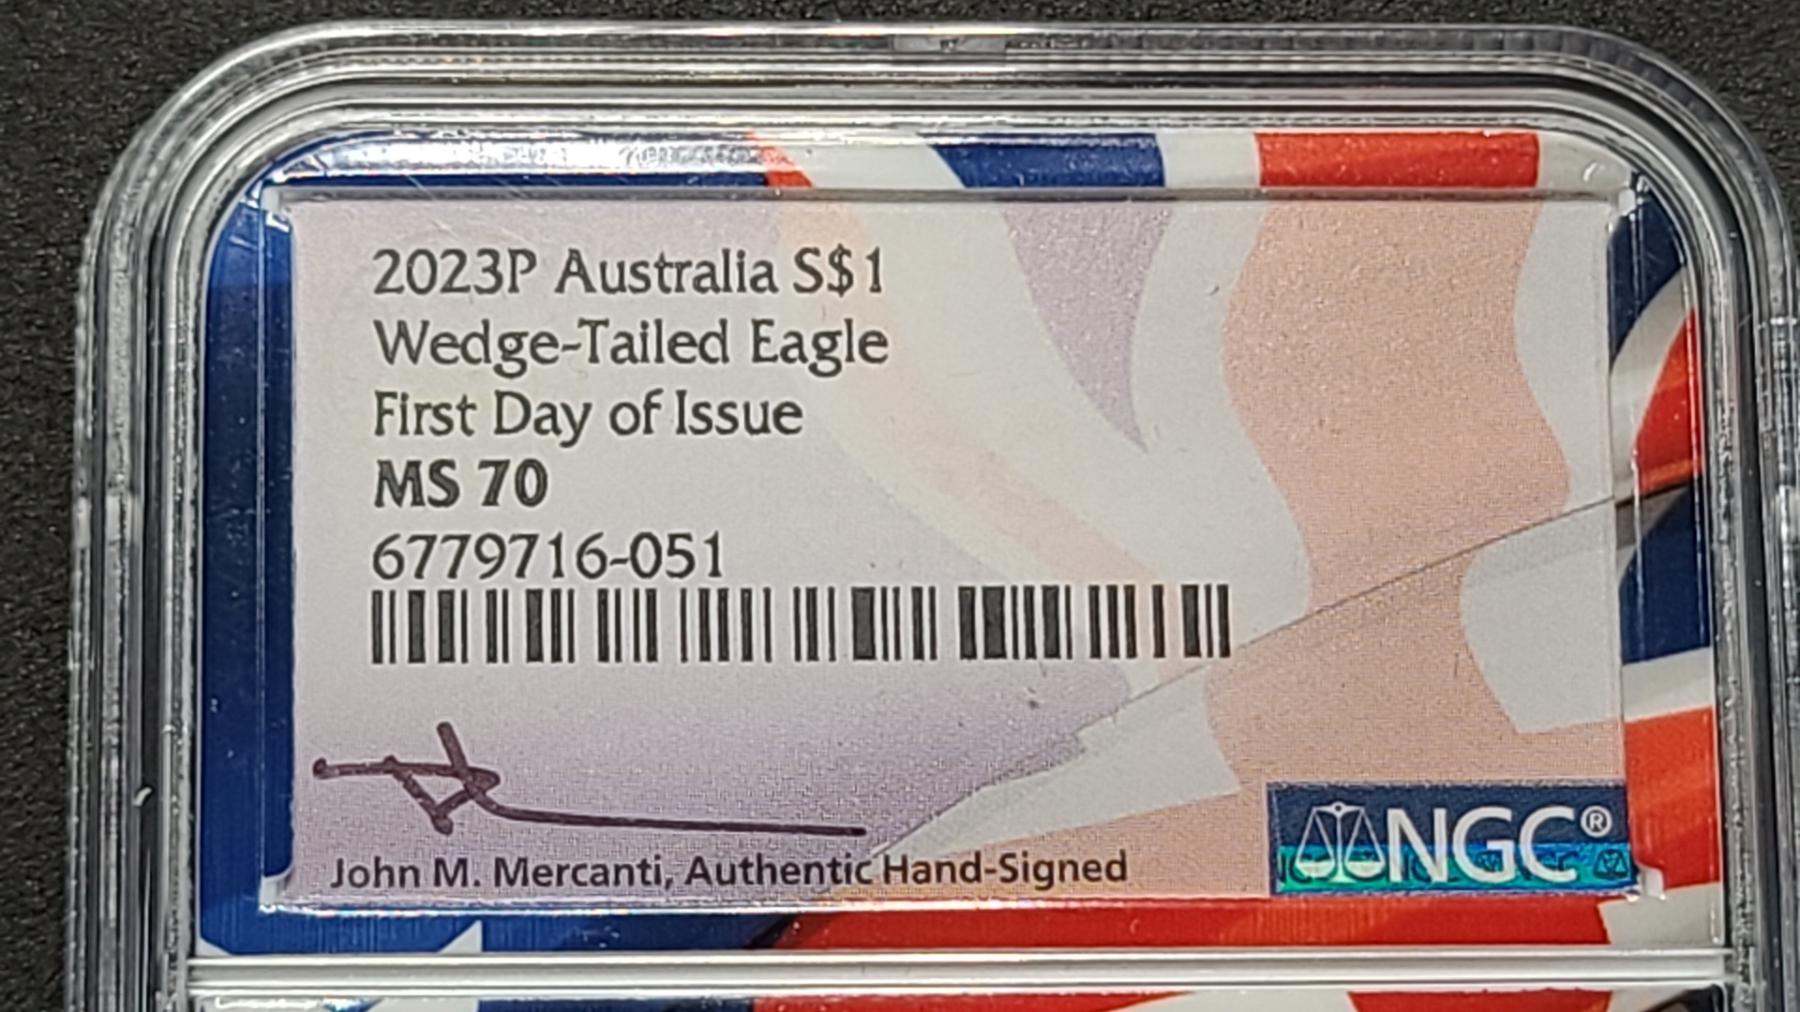 2023P Australia S$1
Wedge-Tailed Eagle
First Day of Issue
MS 70
6779716-051
John M. Mercanti, Authentic Hand-Signed
NGC®